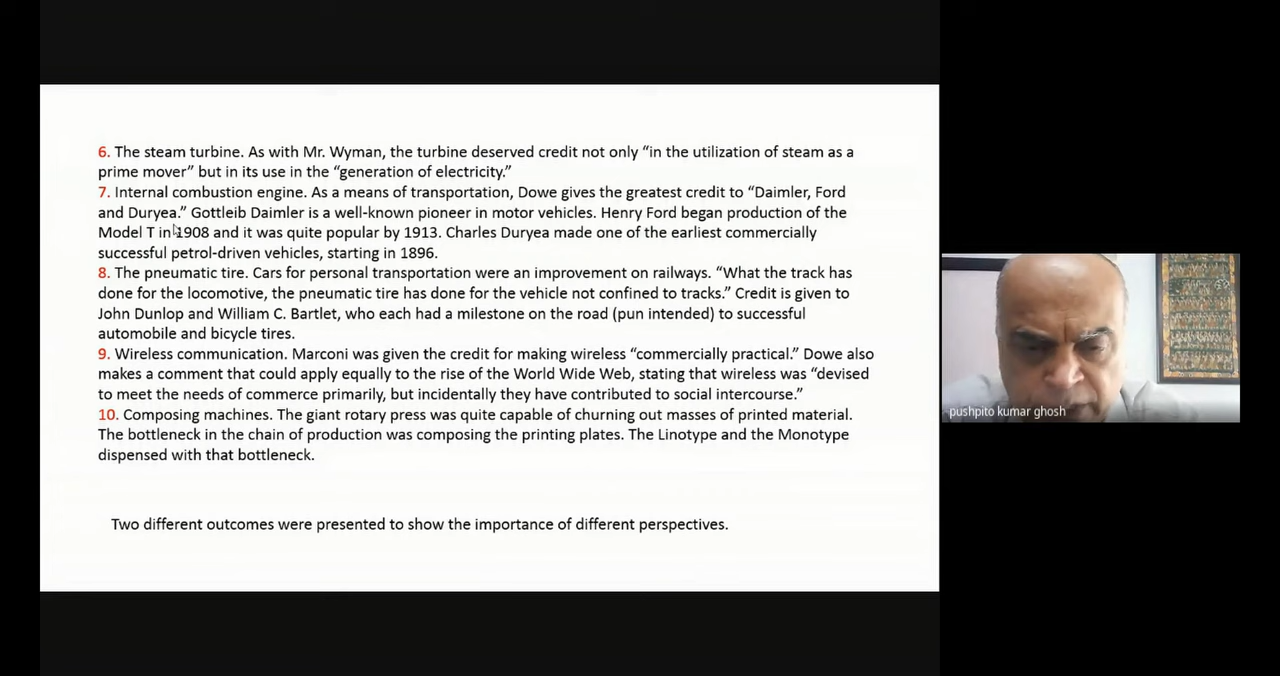 6. The steam turbine. As with Mr. Wyman, the turbine deserved credit not only “in the utilization of steam as a
prime mover” but in its use in the “generation of electricity.”
7. Internal combustion engine. As a means of transportation, Dowe gives the greatest credit to “Daimler, Ford
and Duryea.” Gottleib Daimler is a well-known pioneer in motor vehicles. Henry Ford began production of the
Model T in 1908 and it was quite popular by 1913. Charles Duryea made one of the earliest commercially
successful petrol-driven vehicles, starting in 1896.
8. The pneumatic tire. Cars for personal transportation were an improvement on railways. “What the track has
done for the locomotive, the pneumatic tire has done for the vehicle not confined to tracks.” Credit is given to
John Dunlop and William C. Bartlet, who each had a milestone on the road (pun intended) to successful
automobile and bicycle tires.
9. Wireless communication. Marconi was given the credit for making wireless “commercially practical.” Dowe also
makes a comment that could apply equally to the rise of the World Wide Web, stating that wireless was “devised
to meet the needs of commerce primarily, but incidentally they have contributed to social intercourse.”
10. Composing machines. The giant rotary press was quite capable of churning out masses of printed material.
The bottleneck in the chain of production was composing the printing plates. The Linotype and the Monotype
dispensed with that bottleneck.
Two different outcomes were presented to show the importance of different perspectives.
pushpito kumar ghosh